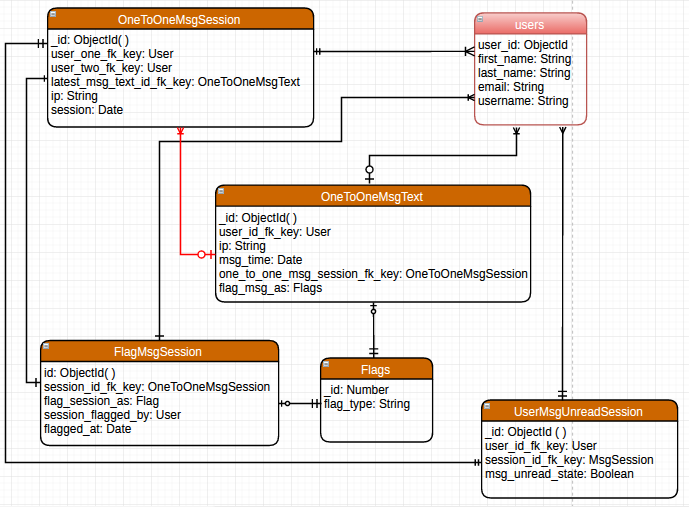 OneToOneMsgSession
_id: ObjectId( )
user_one_fk_key: User
user_two_fk_key: User
latest_msg_text_id_fk_key: OneToOneMsgText
ip: String
session: Date
users
user_id: ObjectId
first_name: String
last_name: String
email: String
username: String
OneToOneMsgText
_id: ObjectId( )
user_id_fk_key: User
ip: String
msg_time: Date
one_to_one_msg_session_fk_key: OneToOneMsgSession
flag_msg_as: Flags
FlagMsgSession
id: ObjectId( )
session_id_fk_key: OneToOneMsgSession
flag_session_as: Flag
session_flagged_by: User
flagged_at: Date
Flags
_id: Number
flag_type: String
UserMsgUnreadSession
_id: ObjectId ( )
user_id_fk_key: User
session_id_fk_key: MsgSession
msg_unread_state: Boolean